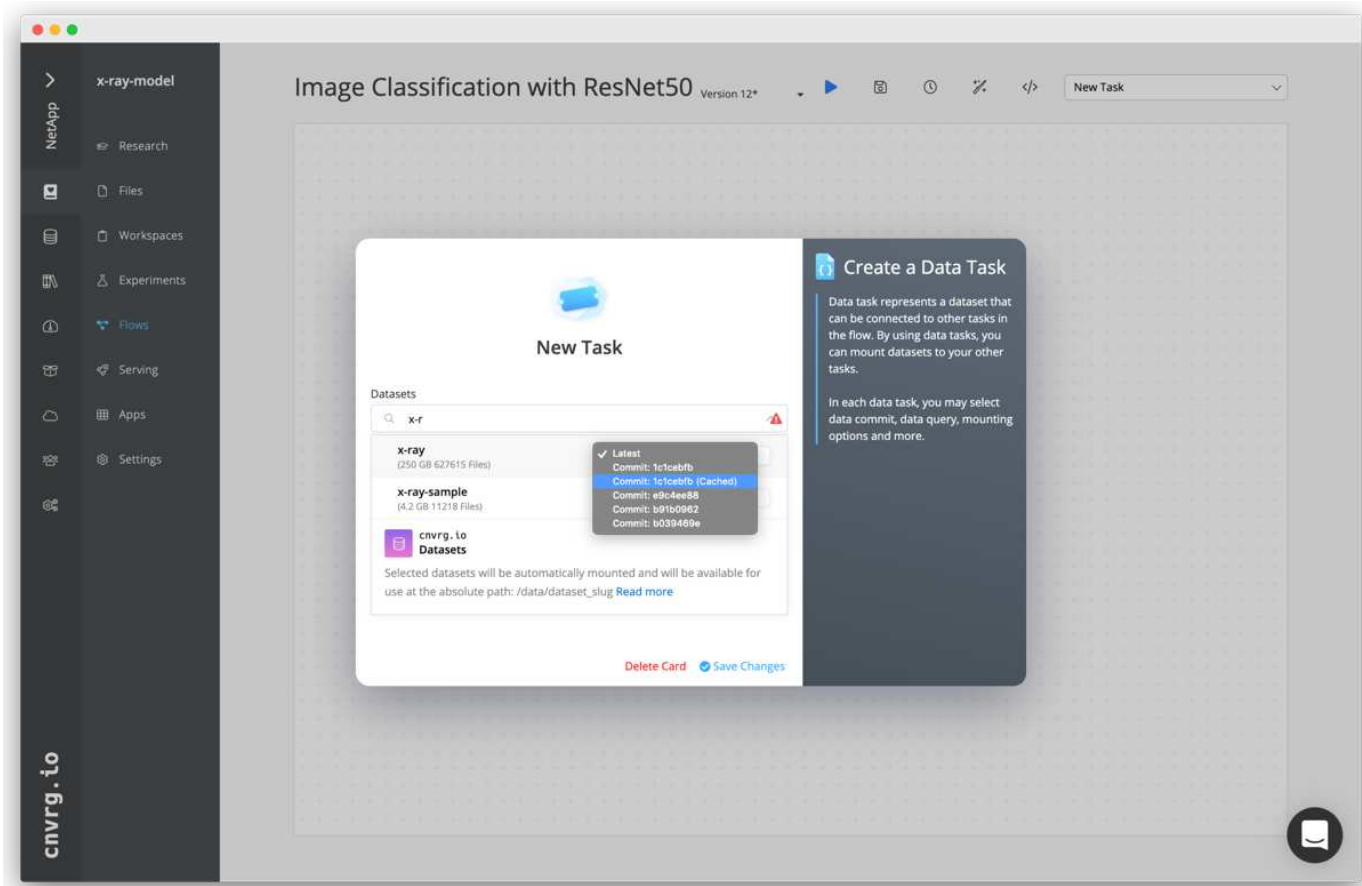 NetApp
cnvrg.io
x-ray-model
Research
Files
Workspaces
Experiments
Flows
Serving
Apps
Settings
Image Classification with ResNet50 Version 12*
</>
New Task
New Task
Datasets
x-r
x-ray
(250 GB 627615 Files)
x-ray-sample
(4.2 GB 11218 Files)
✓ Latest
Commit: 1c1cebfb
Commit: 1c1cebfb (Cached)
Commit: e9c4ee88
Commit: b91b0962
Commit: b039469e
cnvrg.io
Datasets
Selected datasets will be automatically mounted and will be available for
use at the absolute path: /data/dataset_slug Read more
Delete Card Save Changes
Create a Data Task
Data task represents a dataset that
can be connected to other tasks in
the flow. By using data tasks, you
can mount datasets to your other
tasks.
In each data task, you may select
data commit, data query, mounting
options and more.